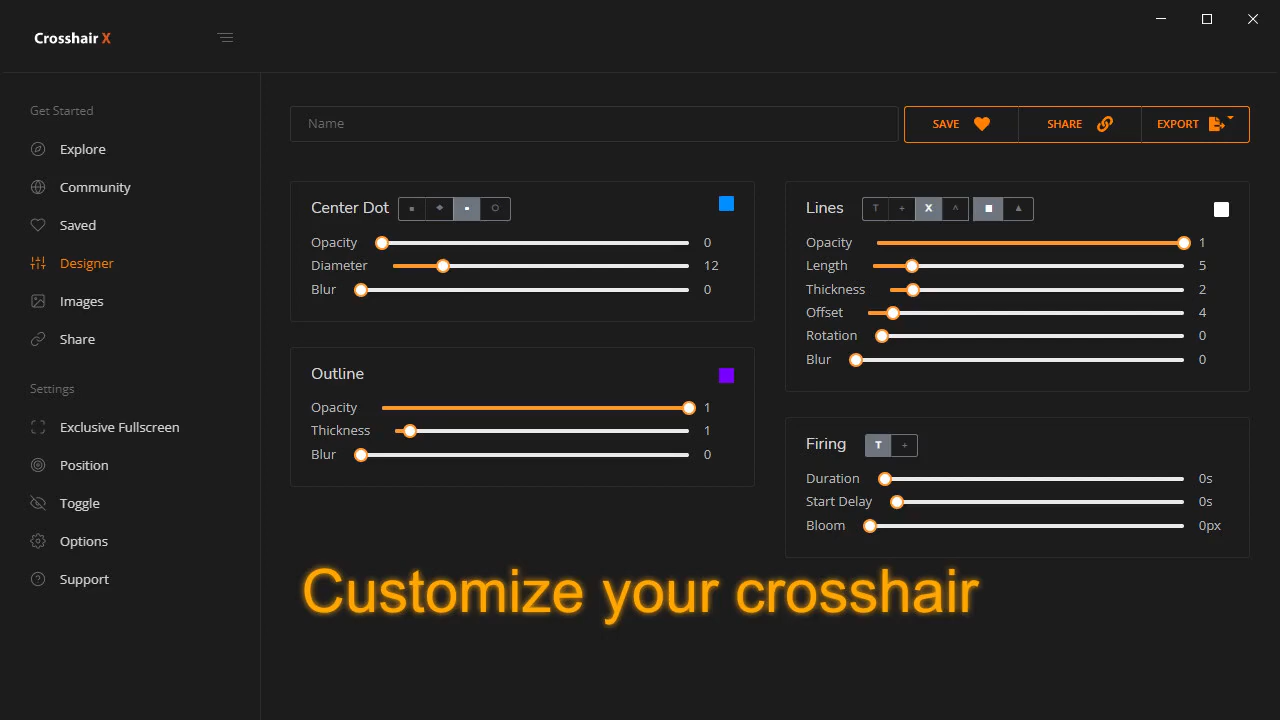 Crosshair X
Get Started
Explore
Community
Saved
Designer
Images
Share
Settings
Exclusive Fullscreen
Position
Toggle
Options
Support
Name
SAVE
SHARE
EXPORT
Center Dot
Opacity 0
Diameter 12
Blur 0
Outline
Opacity 1
Thickness 1
Blur 0
Lines T + X ^
Opacity 1
Length 5
Thickness 2
Offset 4
Rotation 0
Blur 0
Firing T +
Duration 0s
Start Delay 0s
Bloom 0px
Customize your crosshair